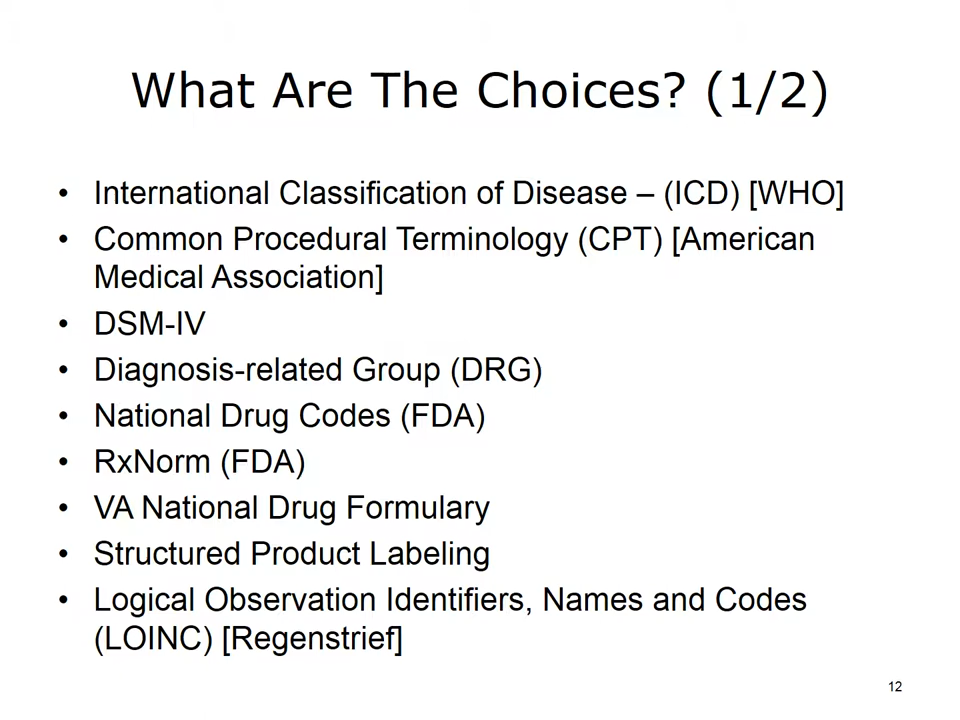 What Are The Choices? (1/2)
• International Classification of Disease – (ICD) [WHO]
• Common Procedural Terminology (CPT) [American
Medical Association]
• DSM-IV
• Diagnosis-related Group (DRG)
• National Drug Codes (FDA)
• RxNorm (FDA)
• VA National Drug Formulary
• Structured Product Labeling
• Logical Observation Identifiers, Names and Codes
(LOINC) [Regenstrief]
12